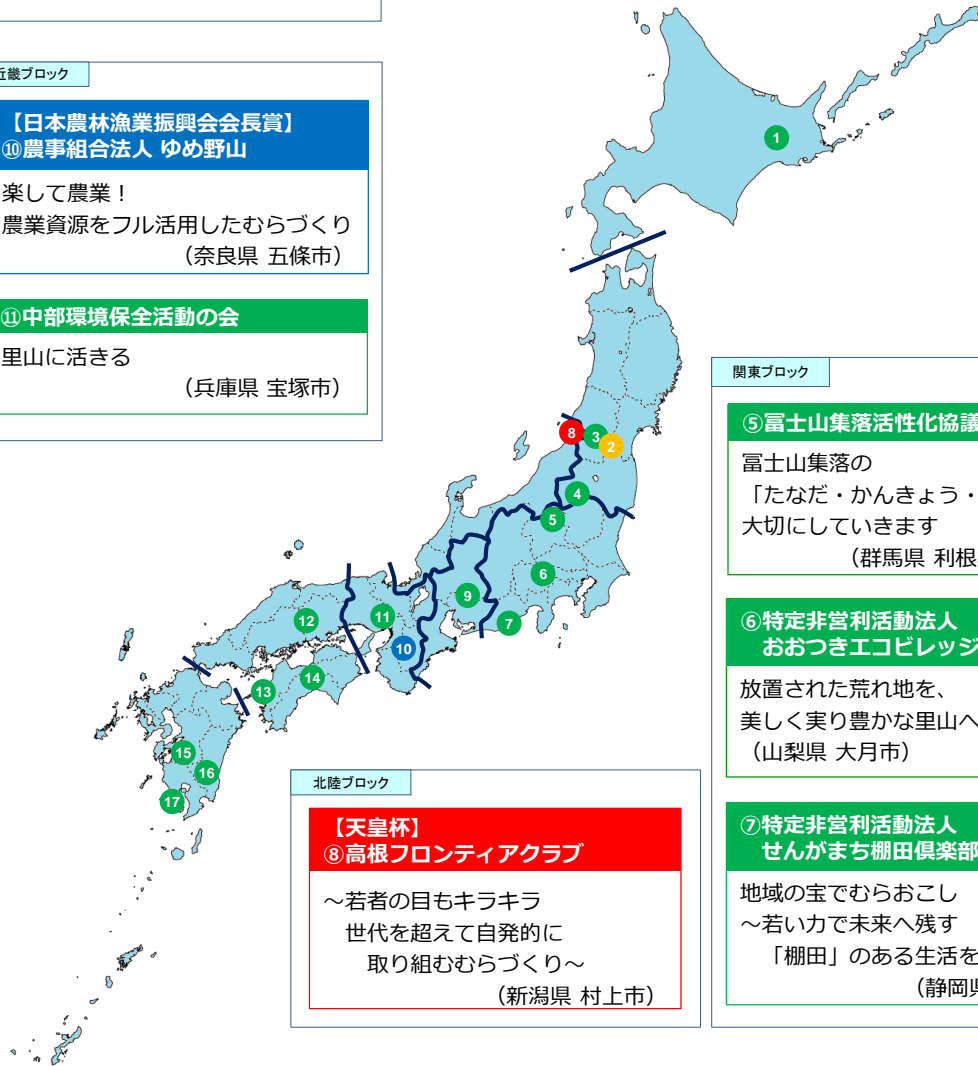 近畿ブロック
【日本農林漁業振興会会長賞】
⑩農事組合法人 ゆめ野山
楽して農業！
農業資源をフル活用したむらづくり
（奈良県 五條市）
⑪中部環境保全活動の会
里山に活きる
（兵庫県 宝塚市）
関東ブロック
⑤冨士山集落活性化協議
冨士山集落の
「たなだ・かんきょう・
大切にしていきます
（群馬県 利根
⑥特定非営利活動法人
おおつきエコビレッジ
放置された荒れ地を、
美しく実り豊かな里山へ
（山梨県 大月市）
⑦特定非営利活動法人
せんがまち棚田倶楽部
地域の宝でむらおこし
～若い力で未来へ残す
「棚田」のある生活を
（静岡県
北陸ブロック
【天皇杯】
⑧高根フロンティアクラブ
～若者の目もキラキラ
世代を超えて自発的に
取り組むむらづくり～
（新潟県 村上市）
1
8
3
2
4
5
6
9
7
12
11
10
14
13
15
16
17